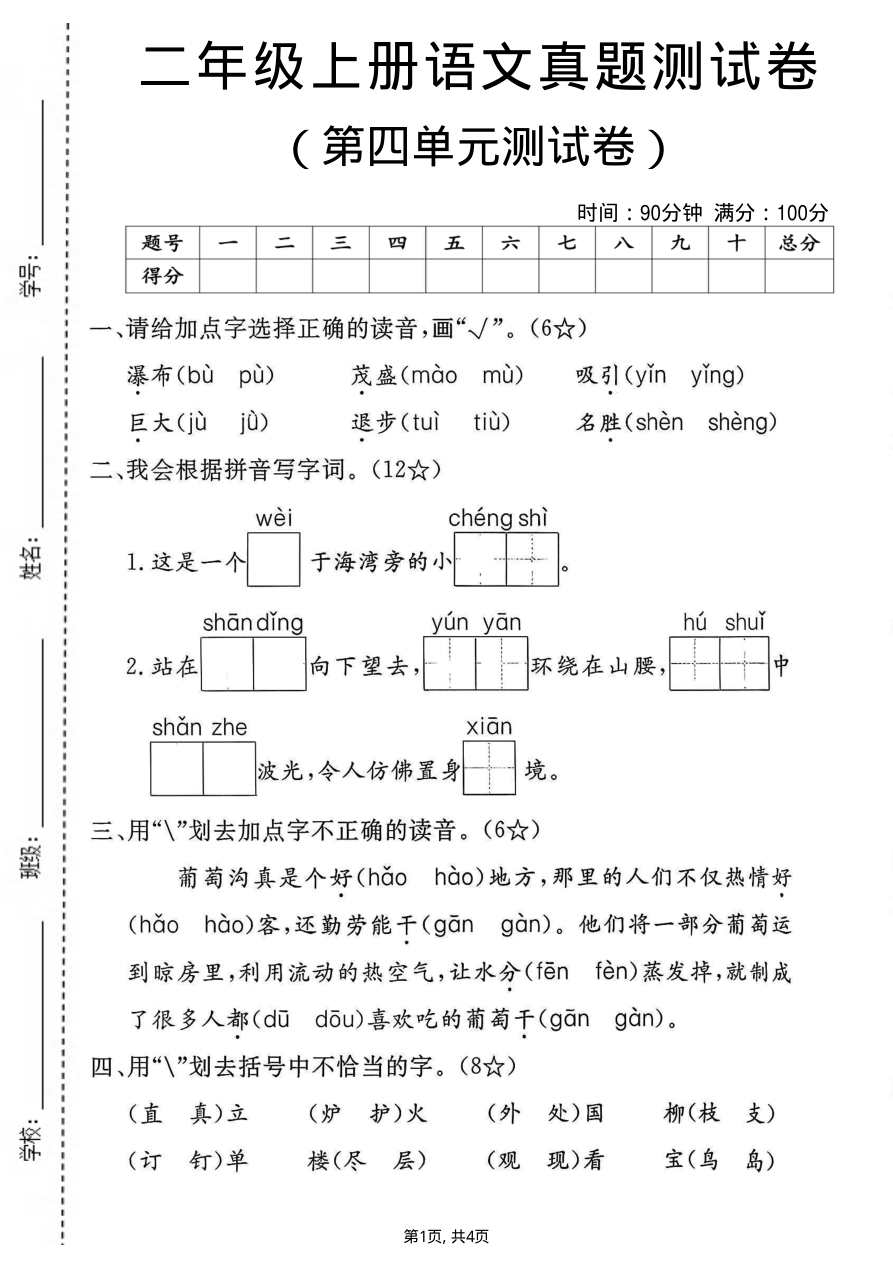 二年级上册语文真题测试卷
（第四单元测试卷）
时间：90分钟 满分：100分
题号 一 二 三 四 五 六 七 八 九 十 总分
得分
一、请给加点字选择正确的读音，画“√”。（6☆）
瀑布（bù pù） 茂盛（mào mù） 吸引（yǐn yǐng）
巨大（jù jǜ） 退步（tuì tiù） 名胜（shèn shèng）
二、我会根据拼音写字词。（12☆）
wèi chéng shì
1.这是一个 于海湾旁的小 。
shān dǐng yún yān hú shuǐ
2.站在 向下望去， 环绕在山腰， 中
shǎn zhe xiān
波光，令人仿佛置身 境。
三、用“\”划去加点字不正确的读音。（6☆）
葡萄沟真是个好（hǎo hào）地方，那里的人们不仅热情好
（hǎo hào）客，还勤劳能干（gān gàn）。他们将一部分葡萄运
到晾房里，利用流动的热空气，让水分（fēn fèn）蒸发掉，就制成
了很多人都（dū dōu）喜欢吃的葡萄干（gān gàn）。
四、用“\”划去括号中不恰当的字。（8☆）
（直 真）立 （炉 护）火 （外 处）国 柳（枝 支）
（订 钉）单 楼（尽 层） （观 现）看 宝（鸟 岛）
学号：
姓名：
班级：
学校：
第1页, 共4页